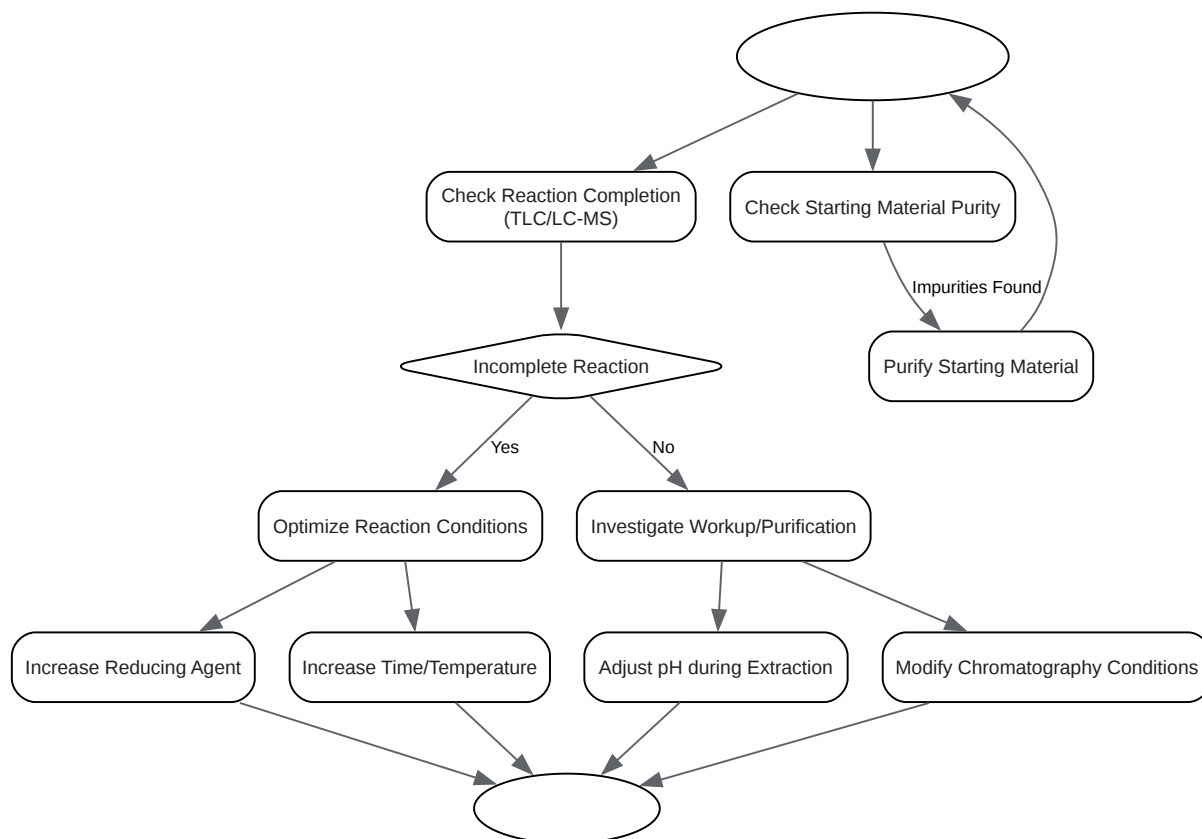 Check Reaction Completion
(TLC/LC-MS)
Check Starting Material Purity
Impurities Found
Incomplete Reaction
Purify Starting Material
Yes
No
Optimize Reaction Conditions
Investigate Workup/Purification
Increase Reducing Agent
Increase Time/Temperature
Adjust pH during Extraction
Modify Chromatography Conditions